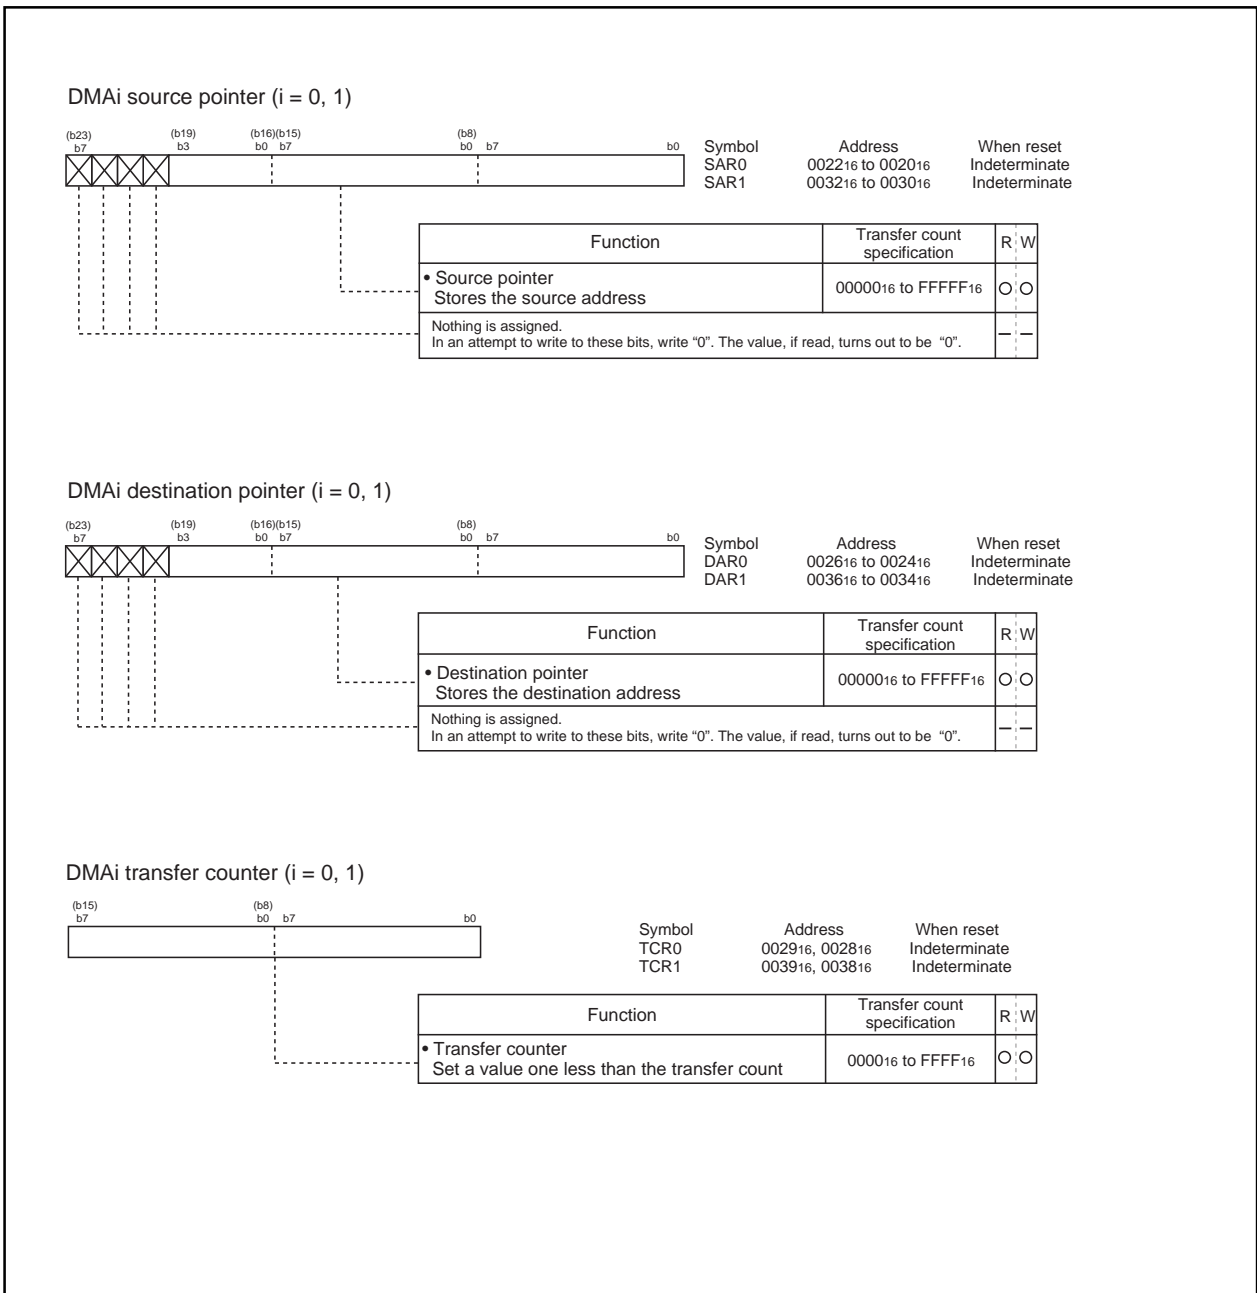 DMAi source pointer (i = 0, 1)
(b23) (b19) (b16)(b15) (b8)
b7 b3 b0 b7 b0 b7 b0
Symbol Address When reset
SAR0 002216 to 002016 Indeterminate
SAR1 003216 to 003016 Indeterminate
Function Transfer count specification R W
• Source pointer
Stores the source address 0000016 to FFFFF16
Nothing is assigned.
In an attempt to write to these bits, write “0”. The value, if read, turns out to be “0”.
DMAi destination pointer (i = 0, 1)
(b23) (b19) (b16)(b15) (b8)
b7 b3 b0 b7 b0 b7 b0
Symbol Address When reset
DAR0 002616 to 002416 Indeterminate
DAR1 003616 to 003416 Indeterminate
Function Transfer count specification R W
• Destination pointer
Stores the destination address 0000016 to FFFFF16
Nothing is assigned.
In an attempt to write to these bits, write “0”. The value, if read, turns out to be “0”.
DMAi transfer counter (i = 0, 1)
(b15) (b8)
b7 b0 b7 b0
Symbol Address When reset
TCR0 002916, 002816 Indeterminate
TCR1 003916, 003816 Indeterminate
Function Transfer count specification R W
• Transfer counter
Set a value one less than the transfer count 000016 to FFFF16